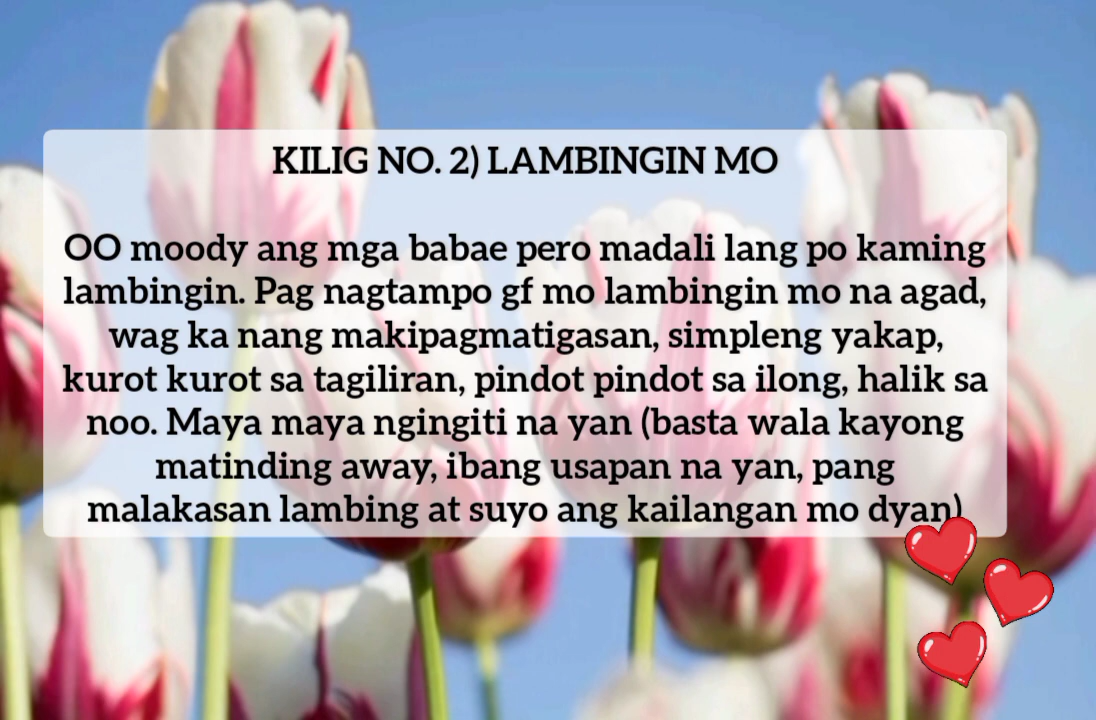 KILIG NO. 2) LAMBINGIN MO
OO moody ang mga babae pero madali lang po kaming
lambingin. Pag nagtampo gf mo lambingin mo na agad,
wag ka nang makipagmatigasan, simpleng yakap,
kurot kurot sa tagiliran, pindot pindot sa ilong, halik sa
noo. Maya maya ngingiti na yan (basta wala kayong
matinding away, ibang usapan na yan, pang
malakasan lambing at suyo ang kailangan mo dyan)